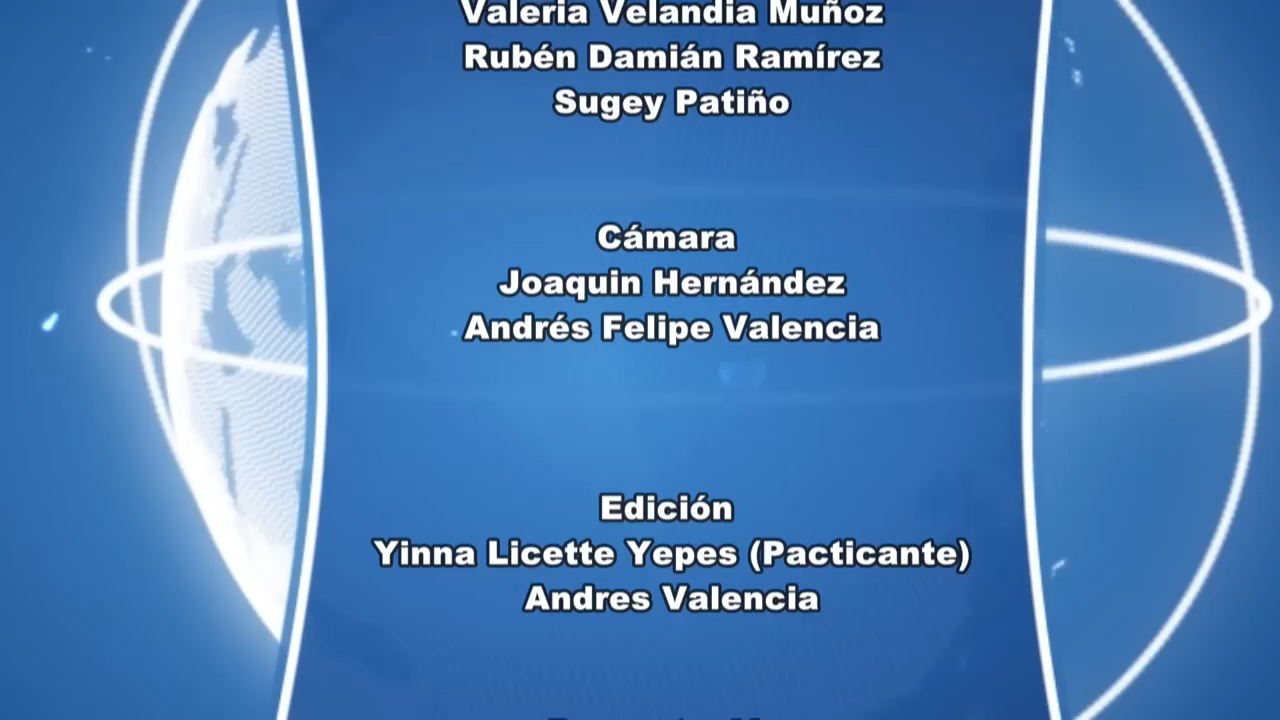 Valeria Velandia Muñoz
Rubén Damián Ramírez
Sugey Patiño
Cámara
Joaquin Hernández
Andrés Felipe Valencia
Edición
Yinna Licette Yepes (Pacticante)
Andres Valencia